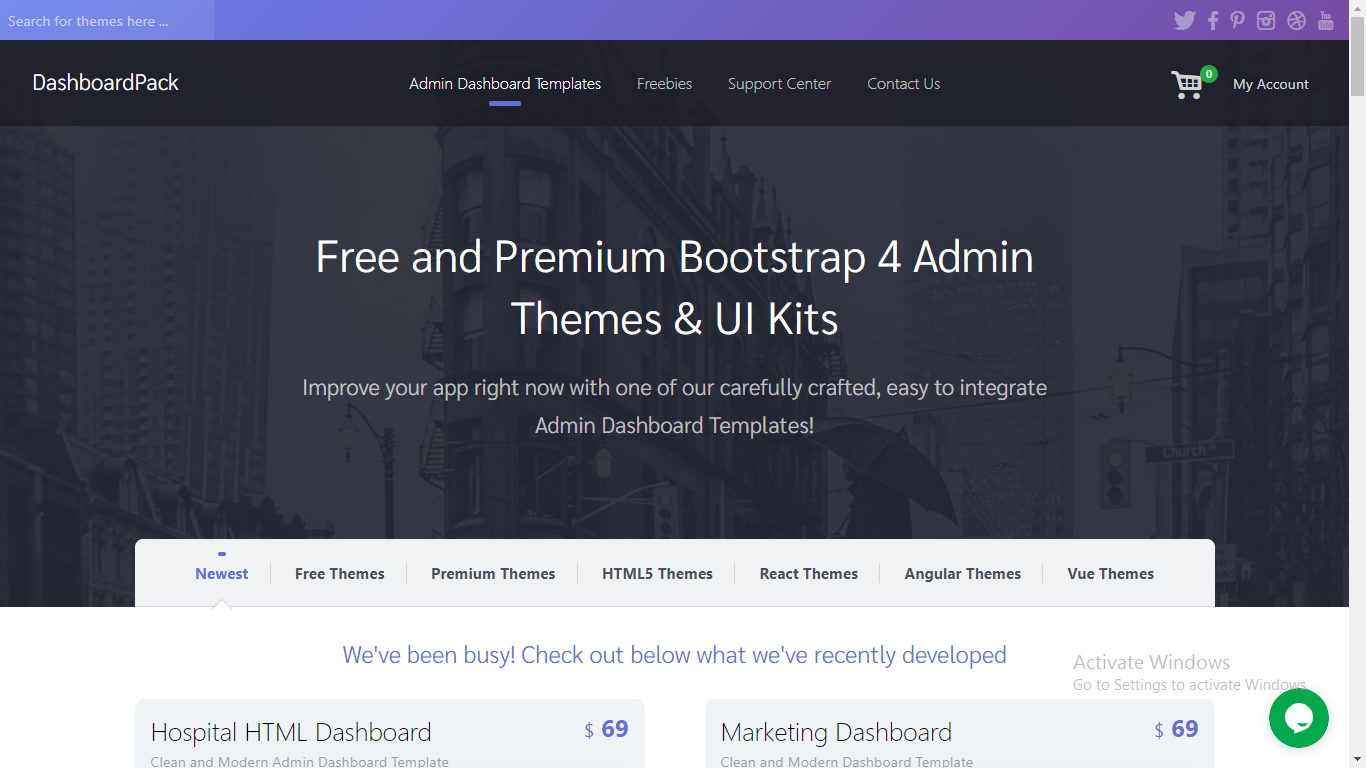 Search for themes here ...
You Tube
DashboardPack
Admin Dashboard Templates
Freebies
Support Center
Contact Us
0
My Account
Free and Premium Bootstrap 4 Admin
Themes & UI Kits
Improve your app right now with one of our carefully crafted, easy to integrate
Admin Dashboard Templates!
Church
Newest
Free Themes
Premium Themes
HTML5 Themes
React Themes
Angular Themes
Vue Themes
We've been busy! Check out below what we've recently developed
Activate Windows
Go to Settings to activate Windows.
Hospital HTML Dashboard
$ 69
Clean and Modern Admin Dashboard Template
Marketing Dashboard
$ 69
Clean and Modern Dashboard Template